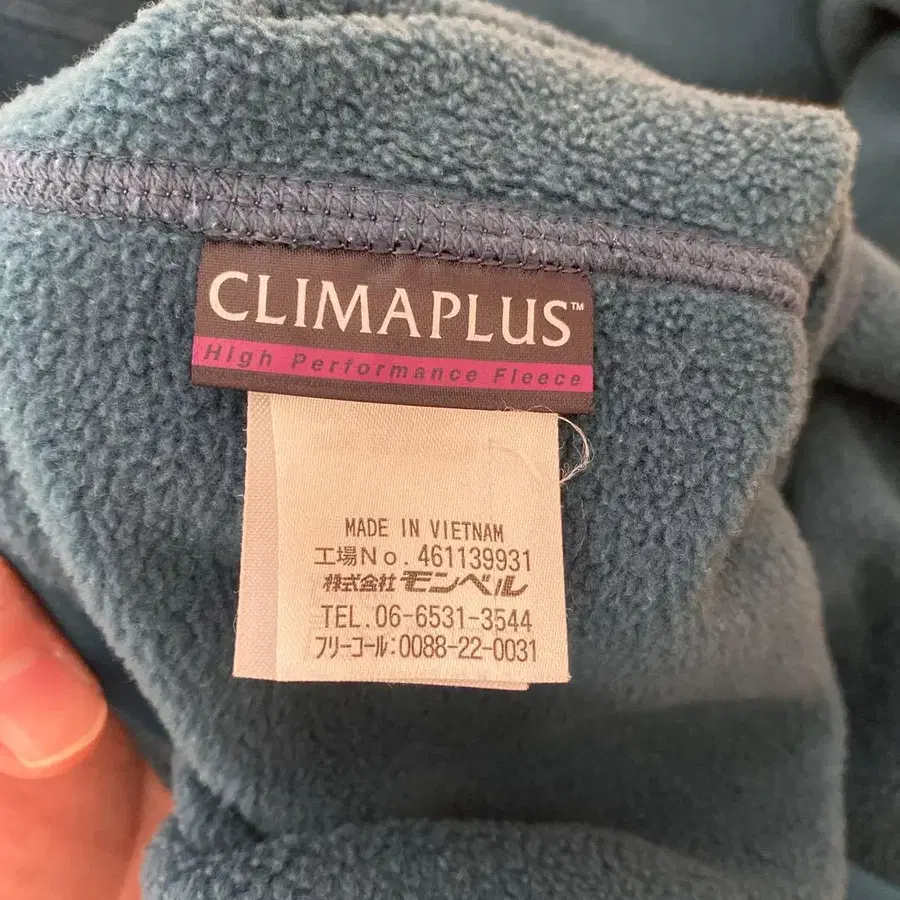 CLIMAPLUS™
High Performance Fleece
MADE IN VIETNAM
工場No. 461139931
株式会社 モンベル
TEL. 06-6531-3544
フリーコール:0088-22-0031